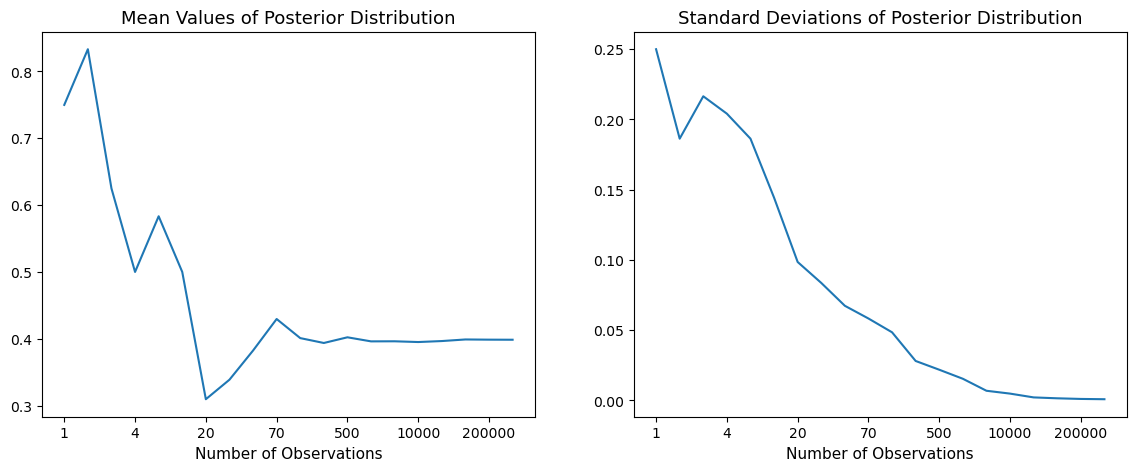 Mean Values of Posterior Distribution
0.8
0.7
0.6
0.5
0.4
0.3
1 4 20 70 500 10000 200000
Number of Observations
Standard Deviations of Posterior Distribution
0.25
0.20
0.15
0.10
0.05
0.00
1 4 20 70 500 10000 200000
Number of Observations